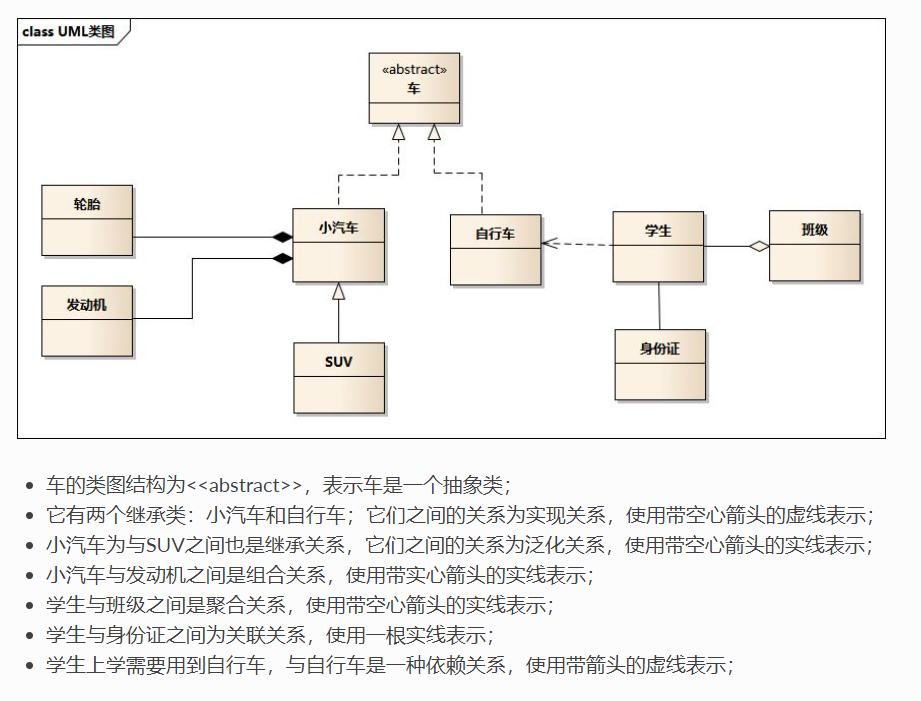 class UML类图
«abstract»
车
轮胎
小汽车
自行车
学生
班级
发动机
SUV
身份证
车的类图结构为<<abstract>>，表示车是一个抽象类；
它有两个继承类：小汽车和自行车；它们之间的关系为实现关系，使用带空心箭头的虚线表示；
小汽车为与SUV之间也是继承关系，它们之间的关系为泛化关系，使用带空心箭头的实线表示；
小汽车与发动机之间是组合关系，使用带实心箭头的实线表示；
学生与班级之间是聚合关系，使用带空心箭头的实线表示；
学生与身份证之间为关联关系，使用一根实线表示；
学生上学需要用到自行车，与自行车是一种依赖关系，使用带箭头的虚线表示；